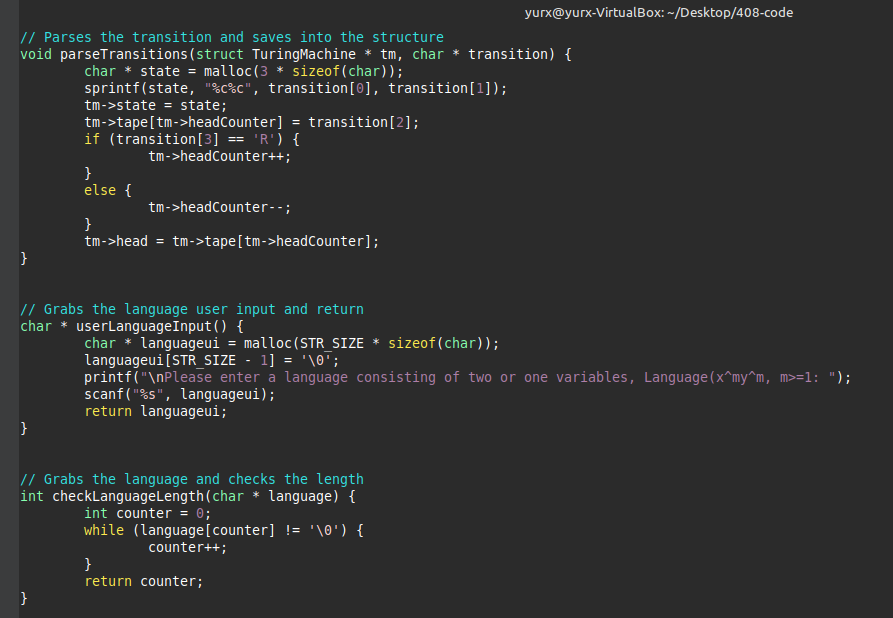 yurx@yurx-VirtualBox: ~/Desktop/408-code
// Parses the transition and saves into the structure
void parseTransitions(struct TuringMachine * tm, char * transition) {
        char * state = malloc(3 * sizeof(char));
        sprintf(state, "%c%c", transition[0], transition[1]);
        tm->state = state;
        tm->tape[tm->headCounter] = transition[2];
        if (transition[3] == 'R') {
                tm->headCounter++;
        }
        else {
                tm->headCounter--;
        }
        tm->head = tm->tape[tm->headCounter];
}
// Grabs the language user input and return
char * userLanguageInput() {
        char * languageui = malloc(STR_SIZE * sizeof(char));
        languageui[STR_SIZE - 1] = '\0';
        printf("\nPlease enter a language consisting of two or one variables, Language(x^my^m, m>=1: ");
        scanf("%s", languageui);
        return languageui;
}
// Grabs the language and checks the length
int checkLanguageLength(char * language) {
        int counter = 0;
        while (language[counter] != '\0') {
                counter++;
        }
        return counter;
}